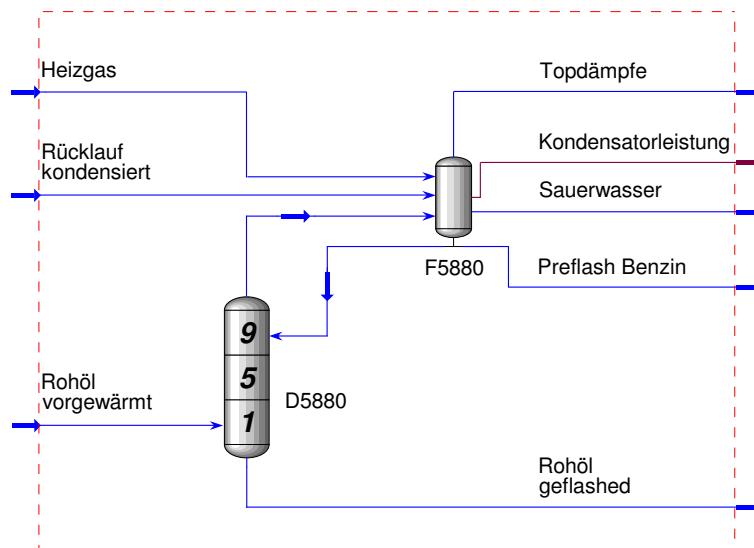 Heizgas
Topdämpfe
Rücklauf
kondensiert
Kondensatorleistung
Sauerwasser
F5880
Preflash Benzin
9
5
1
D5880
Rohöl
vorgewärmt
Rohöl
geflashed